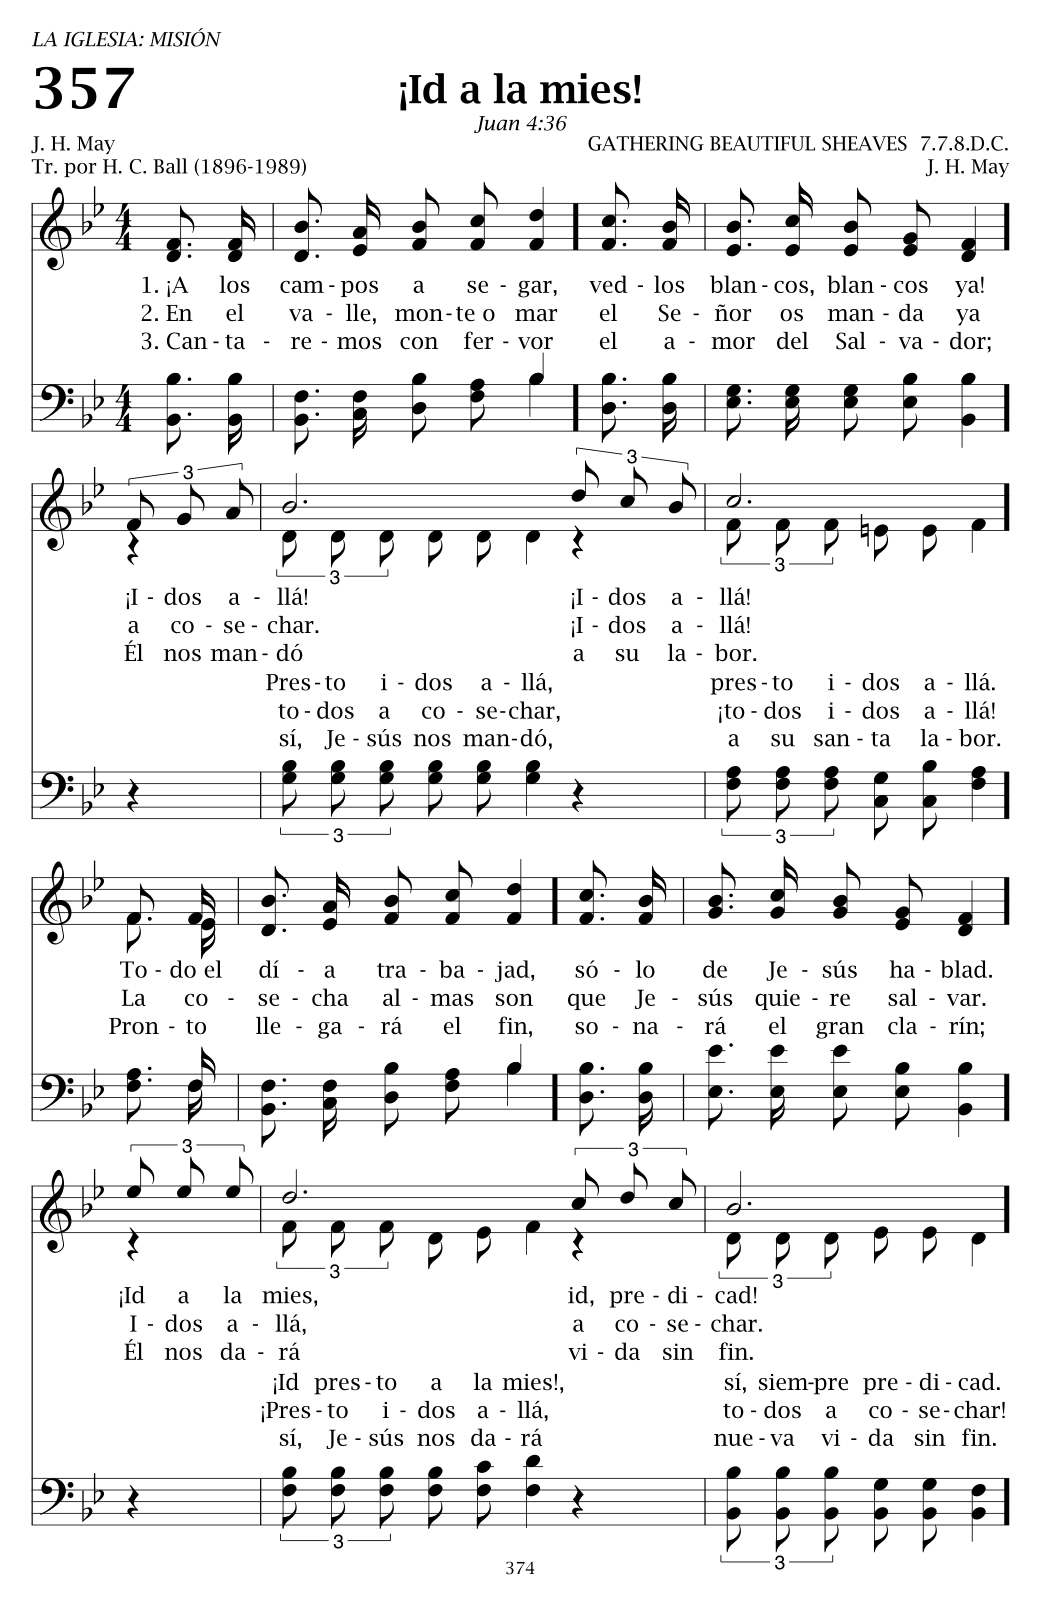 LA IGLESIA: MISIÓN
357
¡Id a la mies!
Juan 4:36
J. H. May
GATHERING BEAUTIFUL SHEAVES 7.7.8.D.C.
Tr. por H. C. Ball (1896-1989)
J. H. May
1. ¡A los cam - pos a se - gar, ved - los blan - cos, blan - cos ya!
2. En el va - lle, mon - te o mar el Se - ñor os man - da ya
3. Can - ta - re - mos con fer - vor el a - mor del Sal - va - dor;
3 3
¡I - dos a - llá! ¡I - dos a - llá!
a co - se - char. ¡I - dos a - llá!
Él nos man - dó a su la - bor.
Pres - to i - dos a - llá, pres - to i - dos a - llá.
to - dos a co - se - char, ¡to - dos i - dos a - llá!
sí, Je - sús nos man - dó, a su san - ta la - bor.
3 3
To - do el dí - a tra - ba - jad, só - lo de Je - sús ha - blad.
La co - se - cha al - mas son que Je - sús quie - re sal - var.
Pron - to lle - ga - rá el fin, so - na - rá el gran cla - rín;
3 3
¡Id a la mies, id, pre - di - cad!
I - dos a - llá, a co - se - char.
Él nos da - rá vi - da sin fin.
¡Id pres - to a la mies!, sí, siem - pre pre - di - cad.
¡Pres - to i - dos a - llá, to - dos a co - se - char!
sí, Je - sús nos da - rá nue - va vi - da sin fin.
3 3
374